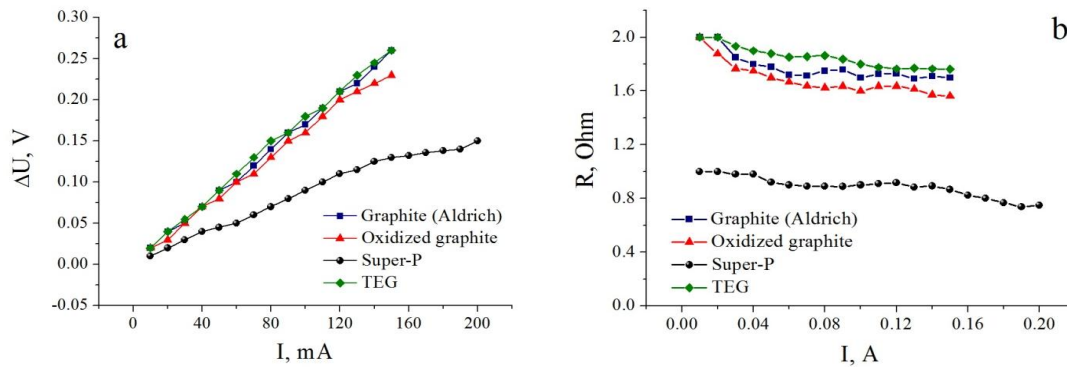 a
0.30
0.25
0.20
0.15
0.10
0.05
0.00
-0.05
ΔU, V
0 40 80 120 160 200
I, mA
Graphite (Aldrich)
Oxidized graphite
Super-P
TEG
b
2.0
1.6
1.2
0.8
0.4
0.0
R, Ohm
0.00 0.04 0.08 0.12 0.16 0.20
I, A
Graphite (Aldrich)
Oxidized graphite
Super-P
TEG